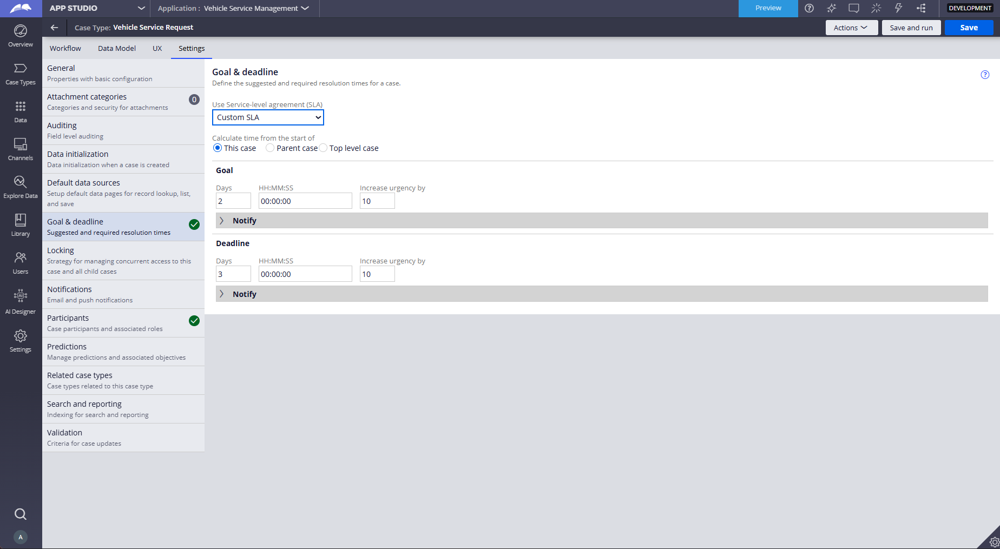 APP STUDIO
Application : Vehicle Service Management
Preview
DEVELOPMENT
Case Type: Vehicle Service Request
Actions
Save and run
Save
Overview
Case Types
Data
Channels
Explore Data
Library
Users
AI
AI Designer
Settings
A
Workflow
Data Model
UX
Settings
General
Properties with basic configuration
Attachment categories
0
Categories and security for attachments
Auditing
Field level auditing
Data initialization
Data initialization when a case is created
Default data sources
Setup default data pages for record lookup, list,
and save
Goal & deadline
Suggested and required resolution times
Locking
Strategy for managing concurrent access to this
case and all child cases
Notifications
Email and push notifications
Participants
Case participants and associated roles
Predictions
Manage predictions and associated objectives
Related case types
Case types related to this case type
Search and reporting
Indexing for search and reporting
Validation
Criteria for case updates
Goal & deadline
Define the suggested and required resolution times for a case.
Use Service-level agreement (SLA)
Custom SLA
Calculate time from the start of
This case Parent case Top level case
Goal
Days HH:MM:SS Increase urgency by
2 00:00:00 10
Notify
Deadline
Days HH:MM:SS Increase urgency by
3 00:00:00 10
Notify